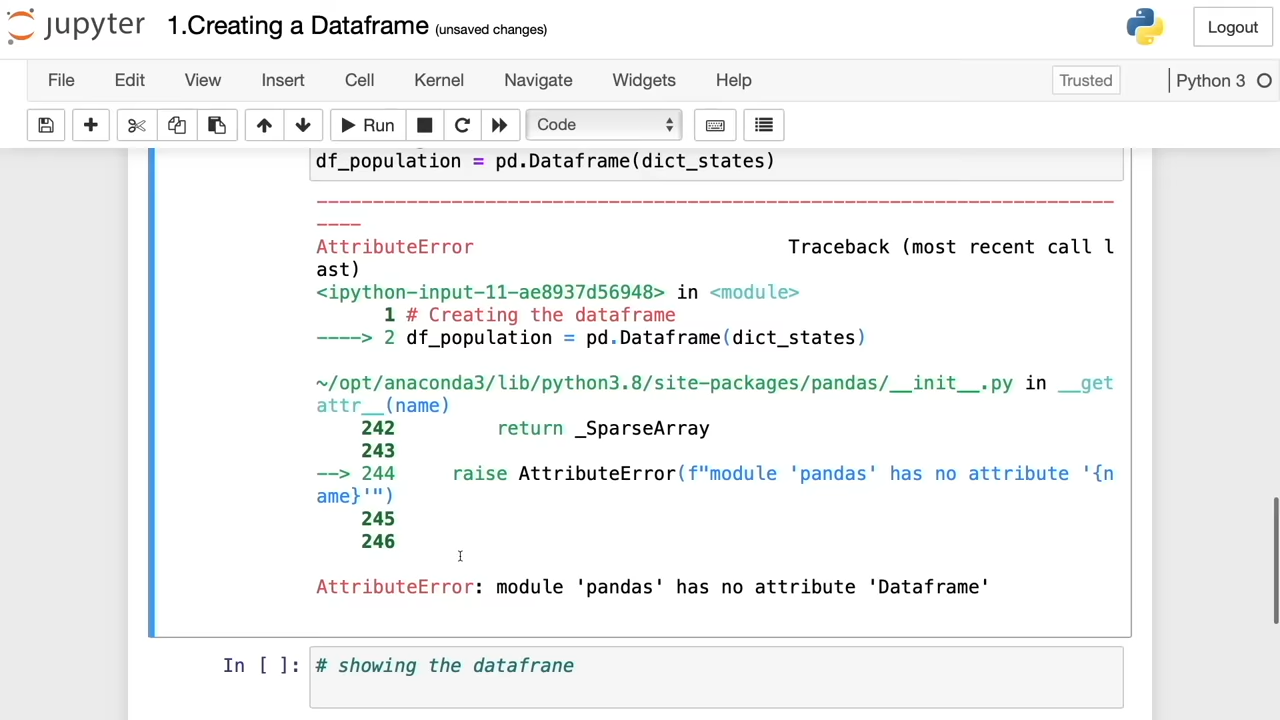 jupyter 1.Creating a Dataframe (unsaved changes) Logout
File Edit View Insert Cell Kernel Navigate Widgets Help Trusted Python 3
Run Code
df_population = pd.Dataframe(dict_states)
---------------------------------------------------------------------------
AttributeError Traceback (most recent call l
ast)
<ipython-input-11-ae8937d56948> in <module>
1 # Creating the dataframe
----> 2 df_population = pd.Dataframe(dict_states)
~/opt/anaconda3/lib/python3.8/site-packages/pandas/__init__.py in __get
attr__(name)
242 return _SparseArray
243
--> 244 raise AttributeError(f"module 'pandas' has no attribute '{n
ame}'")
245
246
AttributeError: module 'pandas' has no attribute 'Dataframe'
In [ ]: # showing the datafrane